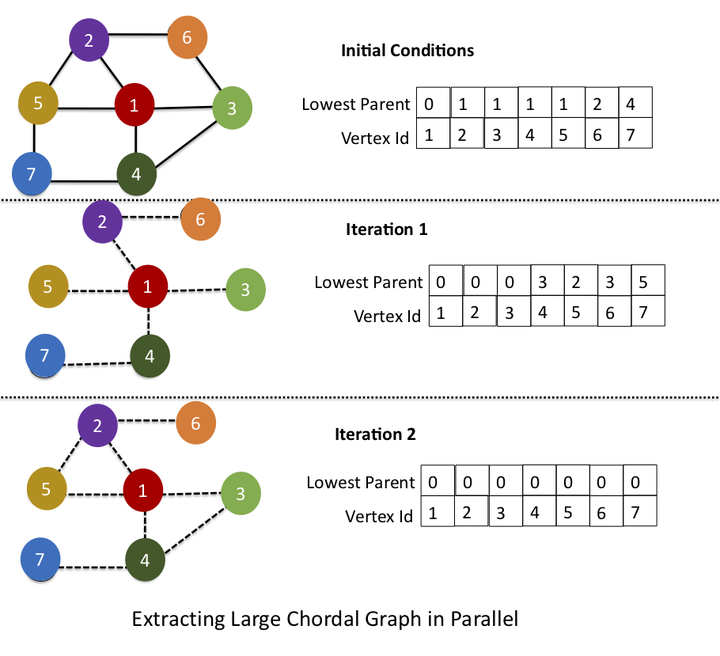 2 6
Initial Conditions
5 1 3
Lowest Parent 0 1 1 1 1 2 4
Vertex Id 1 2 3 4 5 6 7
7 4
2 6
Iteration 1
5 1 3
Lowest Parent 0 0 0 3 2 3 5
Vertex Id 1 2 3 4 5 6 7
7 4
2 6
Iteration 2
5 1 3
Lowest Parent 0 0 0 0 0 0 0
Vertex Id 1 2 3 4 5 6 7
7 4
Extracting Large Chordal Graph in Parallel